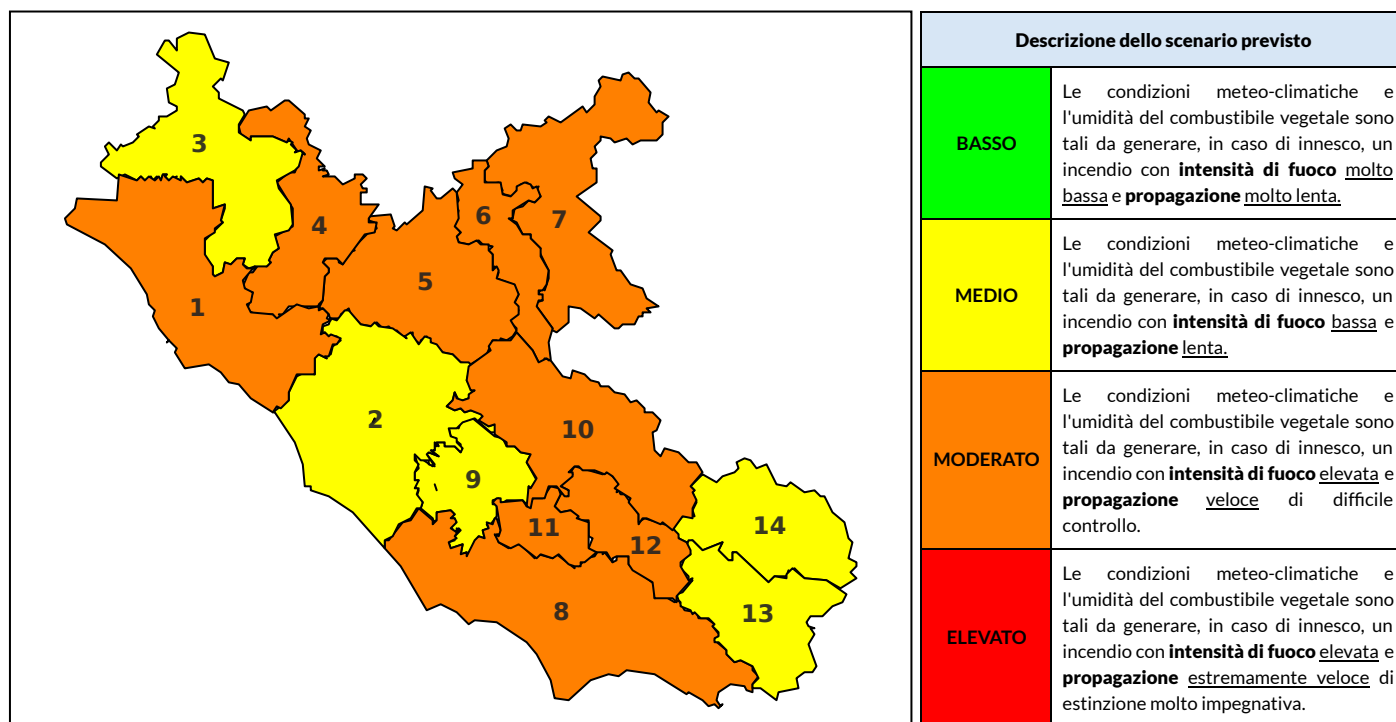 3
4
6
7
5
1
2
10
9
11
12
14
8
13
Descrizione dello scenario previsto
BASSO
Le condizioni meteo-climatiche e
l'umidità del combustibile vegetale sono
tali da generare, in caso di innesco, un
incendio con intensità di fuoco molto
bassa e propagazione molto lenta.
MEDIO
Le condizioni meteo-climatiche e
l'umidità del combustibile vegetale sono
tali da generare, in caso di innesco, un
incendio con intensità di fuoco bassa e
propagazione lenta.
MODERATO
Le condizioni meteo-climatiche e
l'umidità del combustibile vegetale sono
tali da generare, in caso di innesco, un
incendio con intensità di fuoco elevata e
propagazione veloce di difficile
controllo.
ELEVATO
Le condizioni meteo-climatiche e
l'umidità del combustibile vegetale sono
tali da generare, in caso di innesco, un
incendio con intensità di fuoco elevata e
propagazione estremamente veloce di
estinzione molto impegnativa.